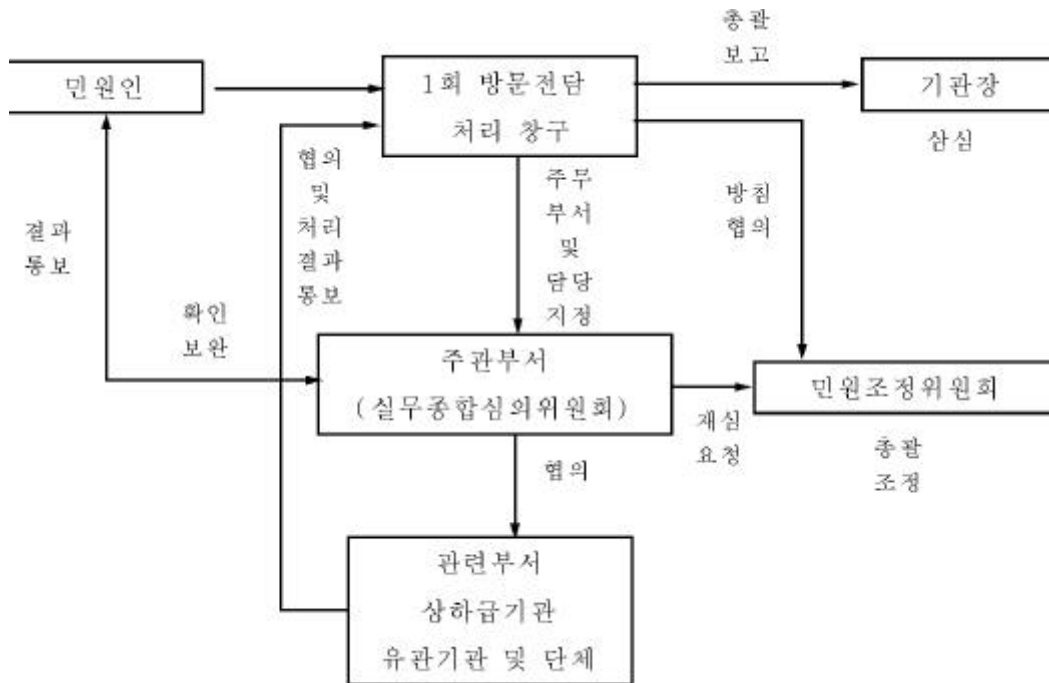 총괄
보고
민원인
1회 방문전담
처리 창구
기관장
삼심
협의
및
처리
결과
통보
주무
부서
및
담당
지정
방침
협의
결과
통보
확인
보완
주관부서
(실무종합심의위원회)
민원조정위원회
재심
요청
총괄
조정
협의
관련부서
상하급기관
유관기관 및 단체